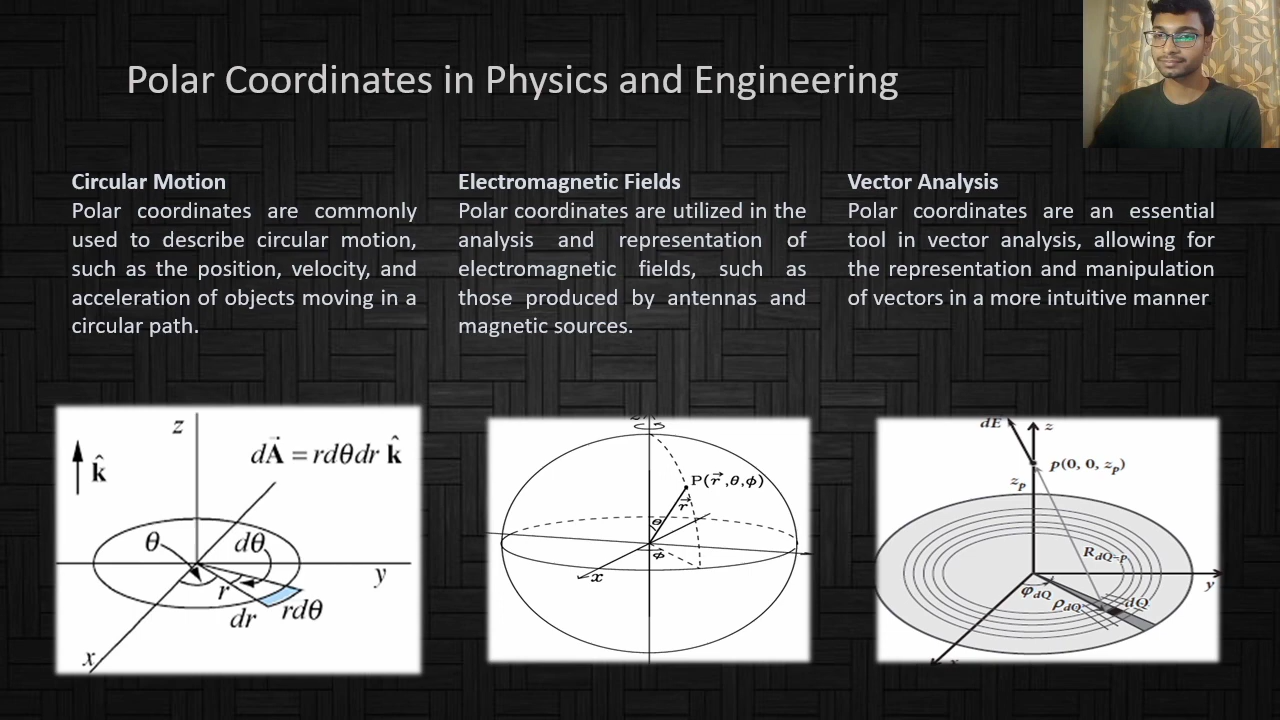 Polar Coordinates in Physics and Engineering
Circular Motion
Polar coordinates are commonly
used to describe circular motion,
such as the position, velocity, and
acceleration of objects moving in a
circular path.
Electromagnetic Fields
Polar coordinates are utilized in the
analysis and representation of
electromagnetic fields, such as
those produced by antennas and
magnetic sources.
Vector Analysis
Polar coordinates are an essential
tool in vector analysis, allowing for
the representation and manipulation
of vectors in a more intuitive manner
z
k̂
dA⃗ = rdθdr k̂
θ
dθ
r
y
dr
rdθ
x
P(r⃗,θ,ϕ)
r⃗
θ
ϕ
x
dE
z
p(0, 0, zₚ)
zₚ
R_dQ-p
y
φ_dQ
ρ_dQ
dQ
x